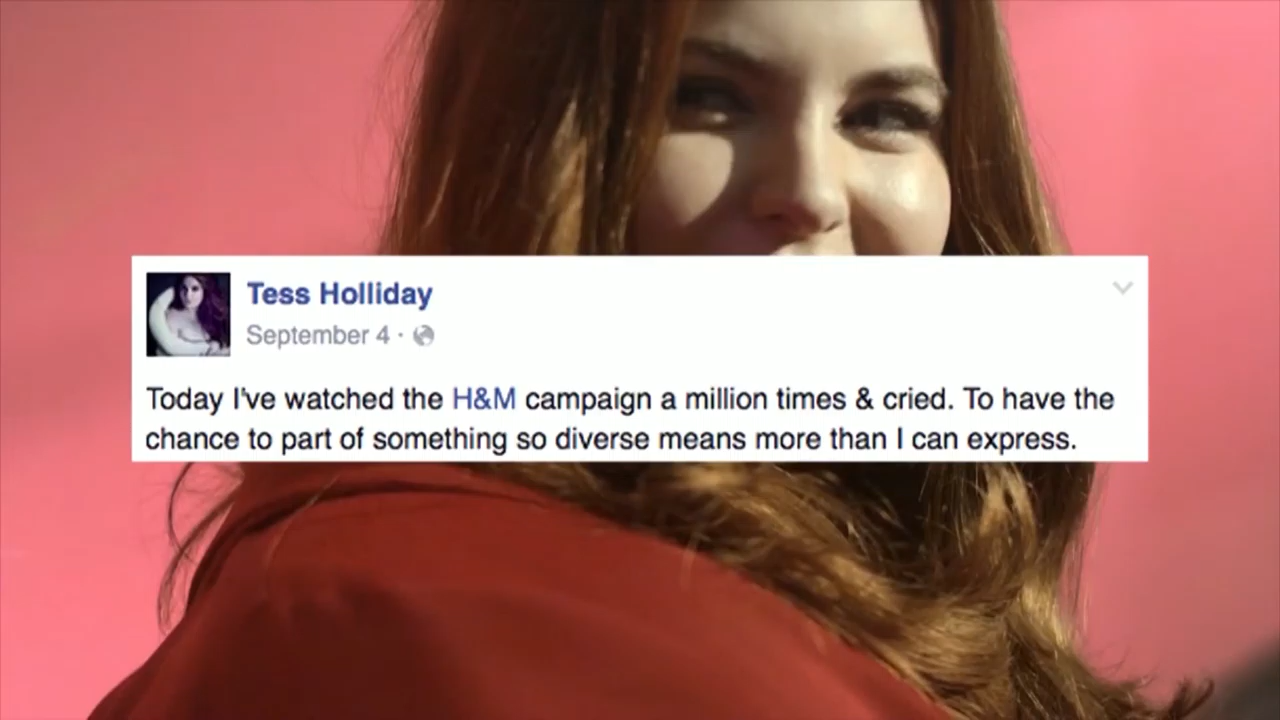 Tess Holliday
September 4 ·
Today I've watched the H&M campaign a million times & cried. To have the
chance to part of something so diverse means more than I can express.